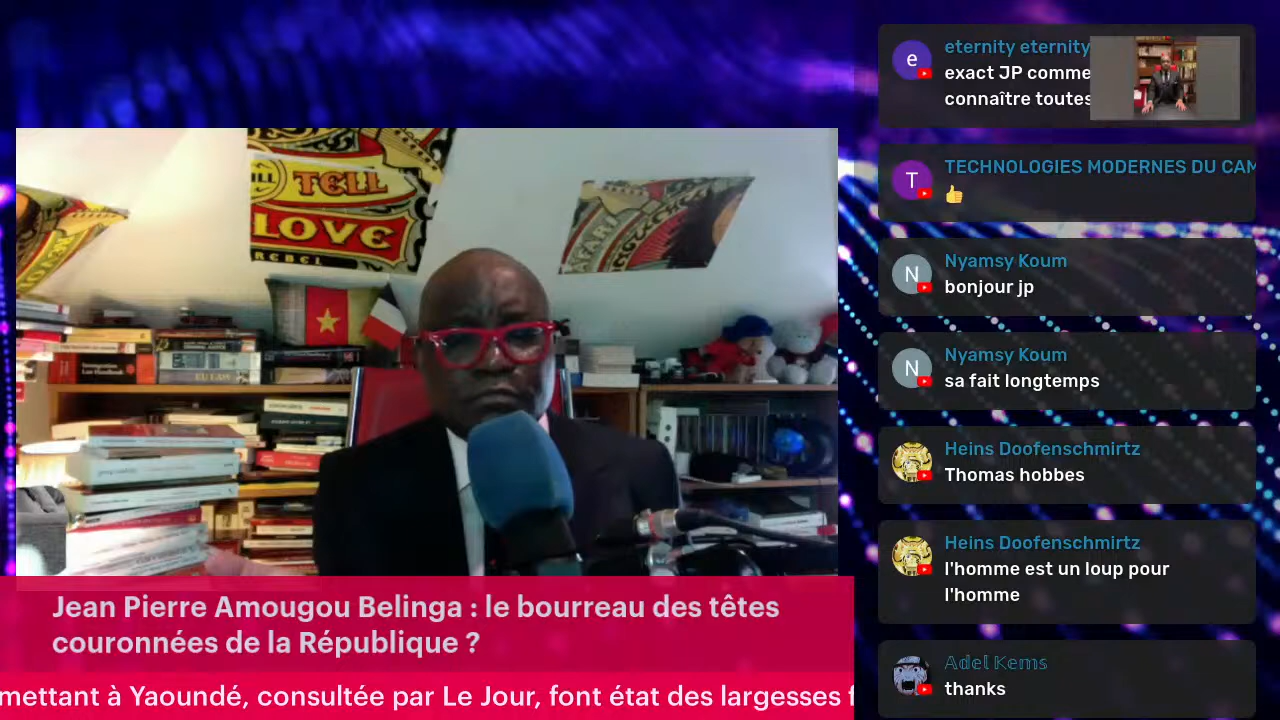 TELL
LOVE
REBEL
EU LAW
Jean Pierre Amougou Belinga : le bourreau des têtes
couronnées de la République ?
mettant à Yaoundé, consultée par Le Jour, font état des largesses f
eternity eternity
e
exact JP comme
connaître toutes
TECHNOLOGIES MODERNES DU CAM
T
👍
Nyamsy Koum
N
bonjour jp
Nyamsy Koum
N
sa fait longtemps
Heins Doofenschmirtz
Thomas hobbes
Heins Doofenschmirtz
l'homme est un loup pour
l'homme
Adel Kems
thanks